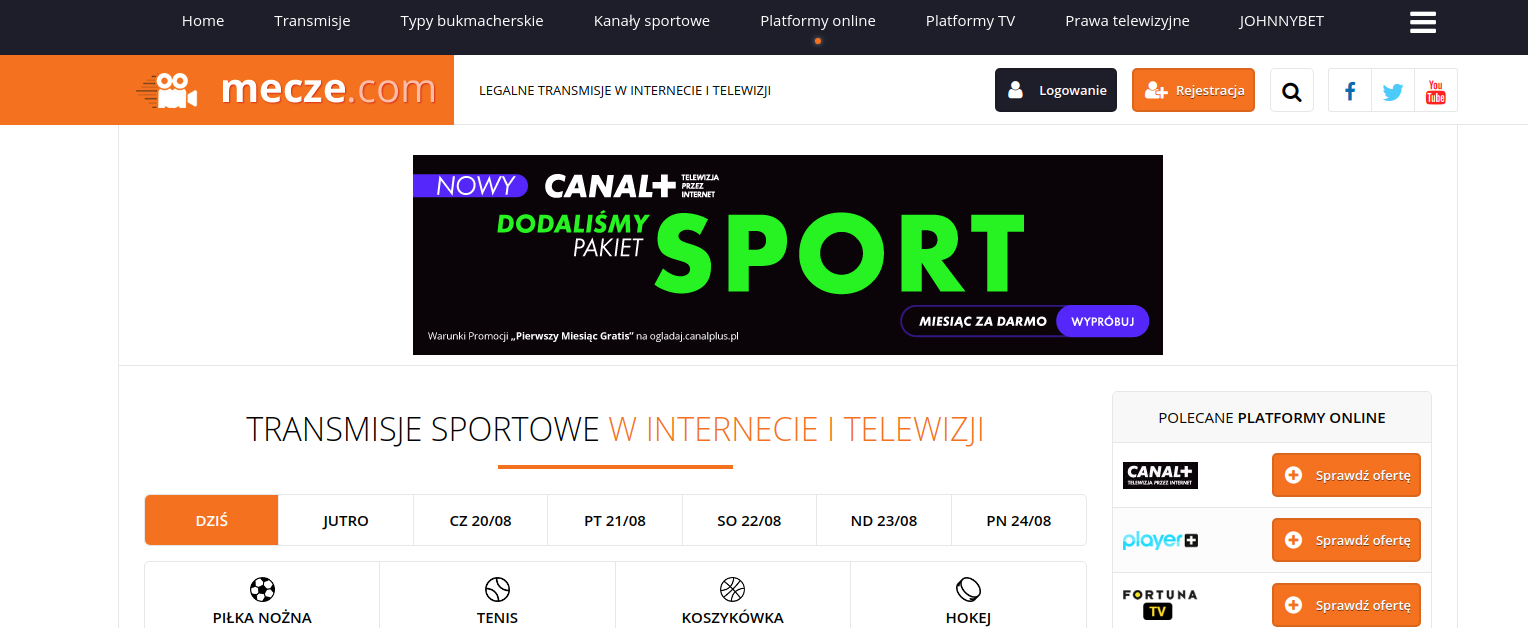 Home Transmisje Typy bukmacherskie Kanały sportowe Platformy online Platformy TV Prawa telewizyjne JOHNNYBET
mecze.com LEGALNE TRANSMISJE W INTERNECIE I TELEWIZJI Logowanie Rejestracja You Tube
NOWY CANAL+ TELEWIZJA PRZEZ INTERNET
DODALIŚMY
PAKIET SPORT
MIESIĄC ZA DARMO WYPRÓBUJ
Warunki Promocji „Pierwszy Miesiąc Gratis” na ogladaj.canalplus.pl
TRANSMISJE SPORTOWE W INTERNECIE I TELEWIZJI
DZIŚ JUTRO CZ 20/08 PT 21/08 SO 22/08 ND 23/08 PN 24/08
PIŁKA NOŻNA TENIS KOSZYKÓWKA HOKEJ
POLECANE PLATFORMY ONLINE
CANAL+ TELEWIZJA PRZEZ INTERNET Sprawdź ofertę
player+ Sprawdź ofertę
FORTUNA TV Sprawdź ofertę